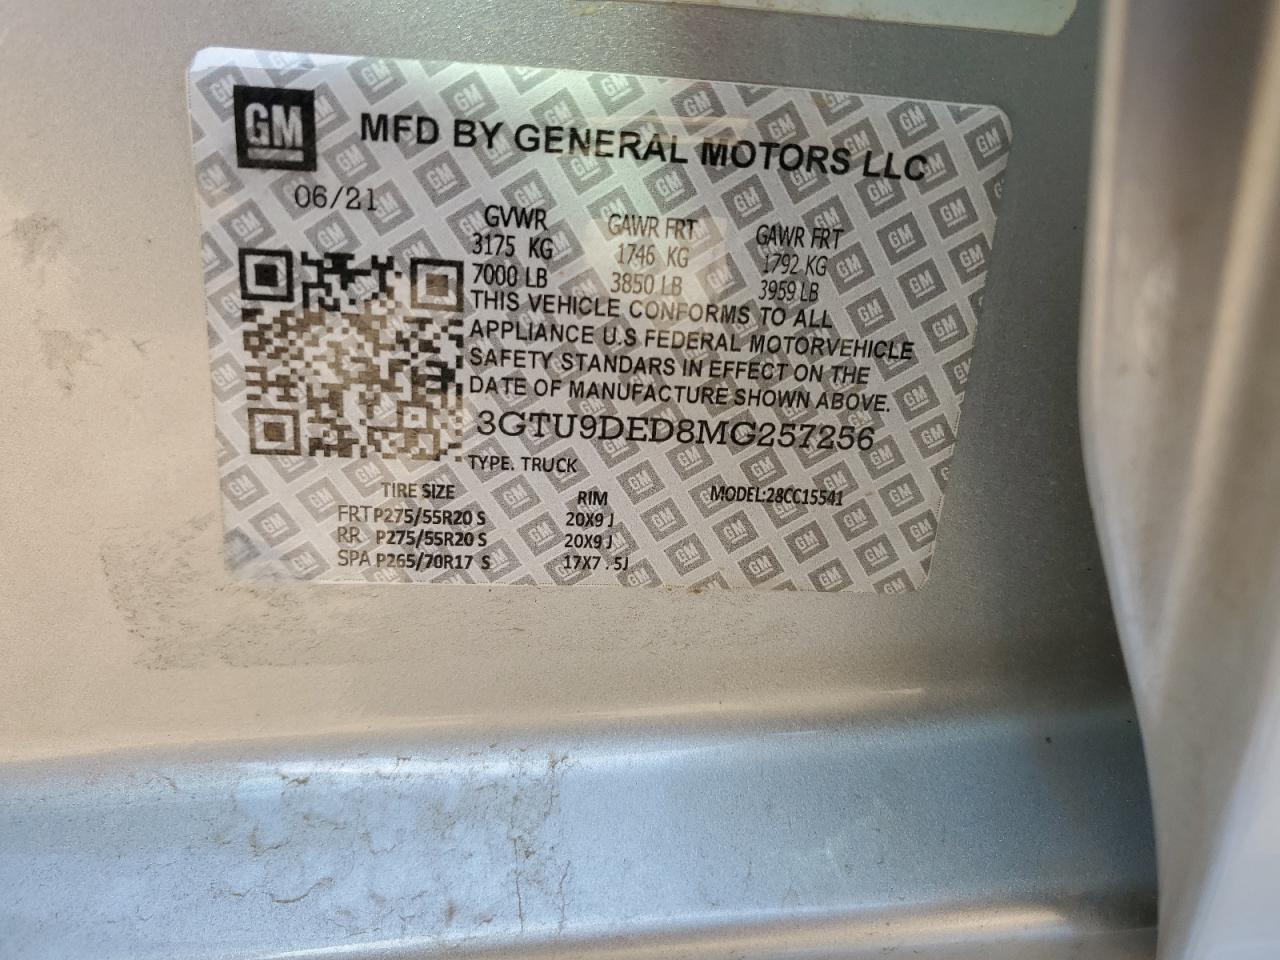 GM
MFD BY GENERAL MOTORS LLC
06/21
GVWR GAWR FRT GAWR FRT
3175 KG 1746 KG 1792 KG
7000 LB 3850 LB 3959 LB
THIS VEHICLE CONFORMS TO ALL
APPLIANCE U.S FEDERAL MOTORVEHICLE
SAFETY STANDARS IN EFFECT ON THE
DATE OF MANUFACTURE SHOWN ABOVE.
3GTU9DED8MG257256
TYPE. TRUCK
TIRE SIZE RIM MODEL:28CC15541
FRT P275/55R20 S 20X9 J
RR P275/55R20 S 20X9 J
SPA P265/70R17 S 17X7 . 5J